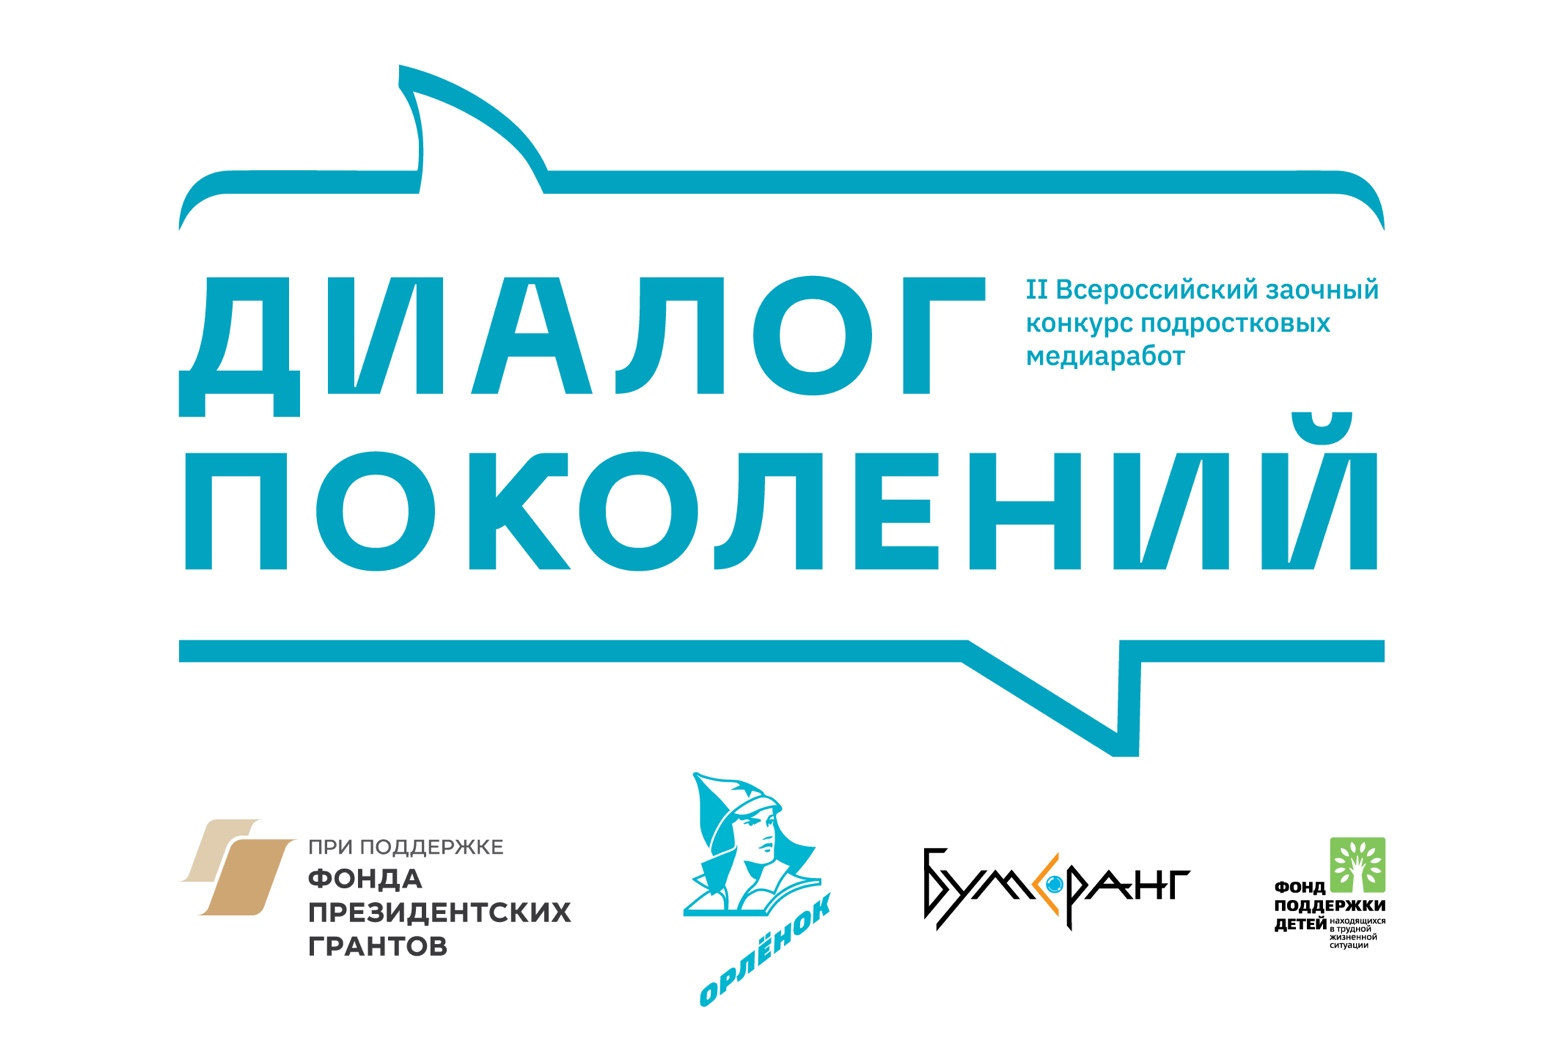 ДИАЛОГ
ПОКОЛЕНИЙ
II Всероссийский заочный
конкурс подростковых
медиаработ
ПРИ ПОДДЕРЖКЕ
ФОНДА
ПРЕЗИДЕНТСКИХ
ГРАНТОВ
ОРЛЁНОК
БУМЕРАНГ
ФОНД
ПОДДЕРЖКИ
ДЕТЕЙ
находящихся
в трудной
жизненной
ситуации